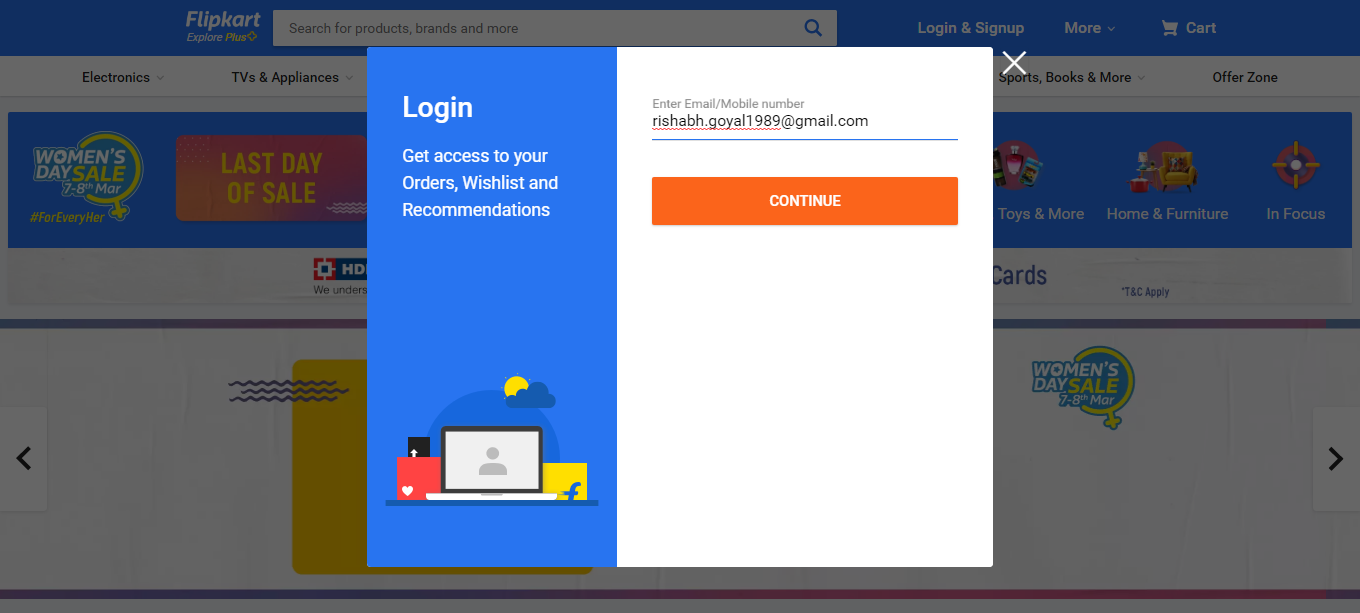 Flipkart
Explore Plus
Search for products, brands and more
Login & Signup
More
Cart
Electronics
TVs & Appliances
Sports, Books & More
Offer Zone
Login
Get access to your
Orders, Wishlist and
Recommendations
Enter Email/Mobile number
rishabh.goyal1989@gmail.com
CONTINUE
WOMEN'S
DAY SALE
7-8th Mar
#ForEveryHer
LAST DAY
OF SALE
Toys & More
Home & Furniture
In Focus
HD
We unders
Cards
*T&C Apply
WOMEN'S
DAY SALE
7-8th Mar